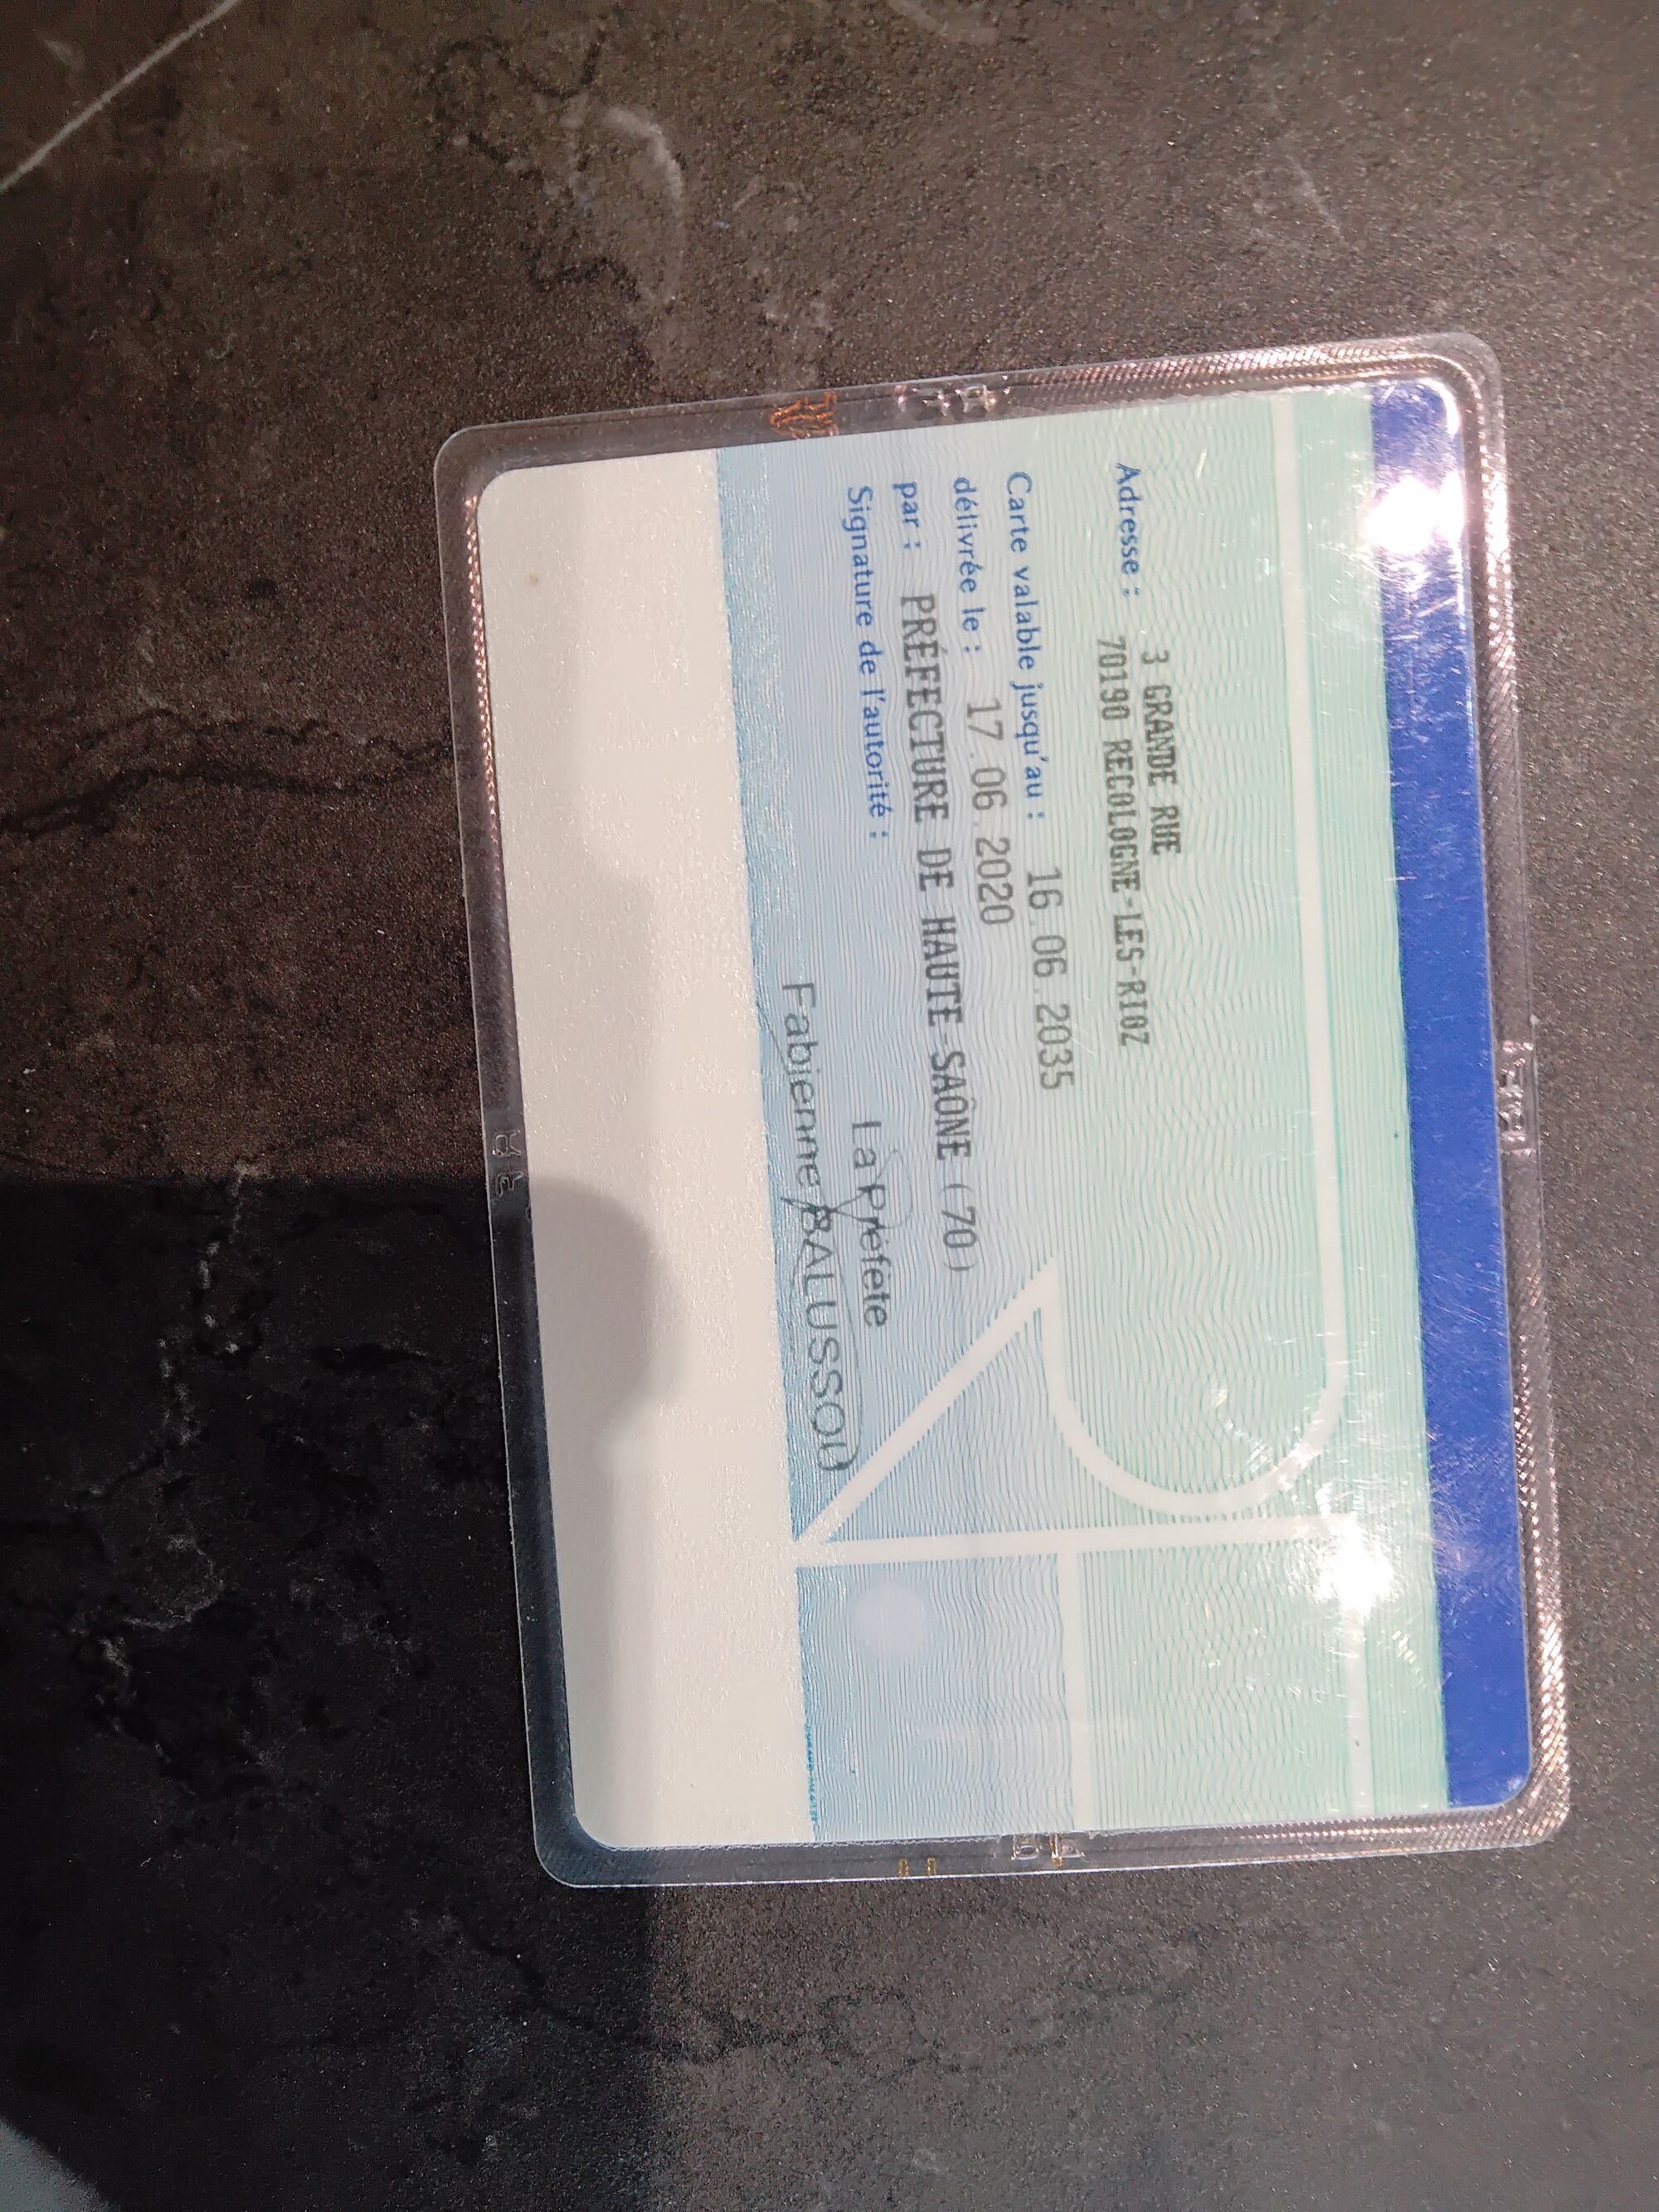 Adresse : 3 GRANDE RUE
70190 RECOLOGNE-LES-RIOZ
Carte valable jusqu'au : 16.06.2035
délivrée le : 17.06.2020
par : PRÉFECTURE DE HAUTE-SAÔNE (70)
Signature de l'autorité :
La Préfète
Fabienne BALUSSOU